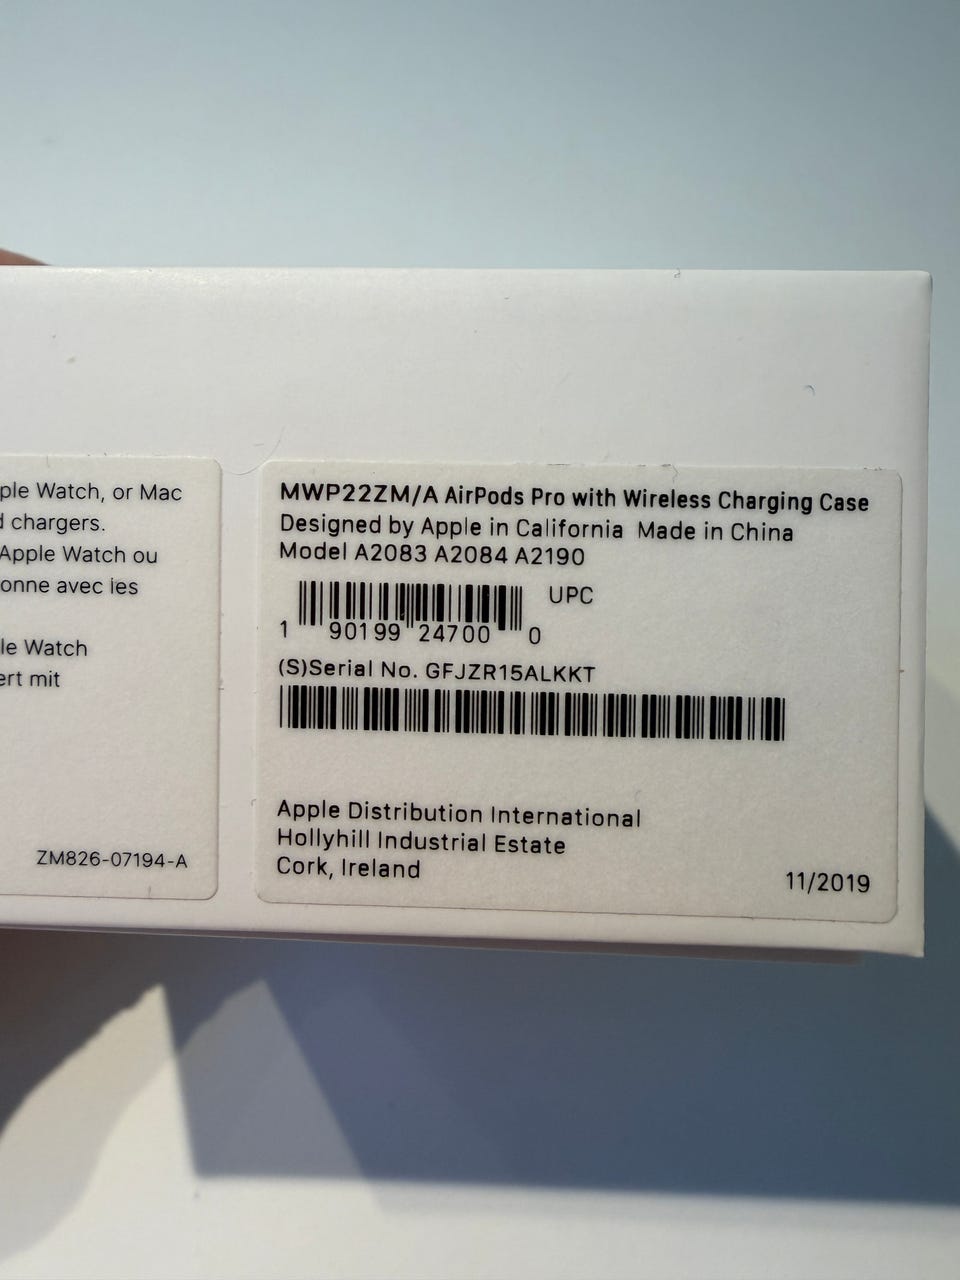 ple Watch, or Mac
d chargers.
Apple Watch ou
onne avec les
le Watch
ert mit
ZM826-07194-A
MWP22ZM/A AirPods Pro with Wireless Charging Case
Designed by Apple in California Made in China
Model A2083 A2084 A2190
UPC
1 90199 24700 0
(S)Serial No. GFJZR15ALKKT
Apple Distribution International
Hollyhill Industrial Estate
Cork, Ireland
11/2019